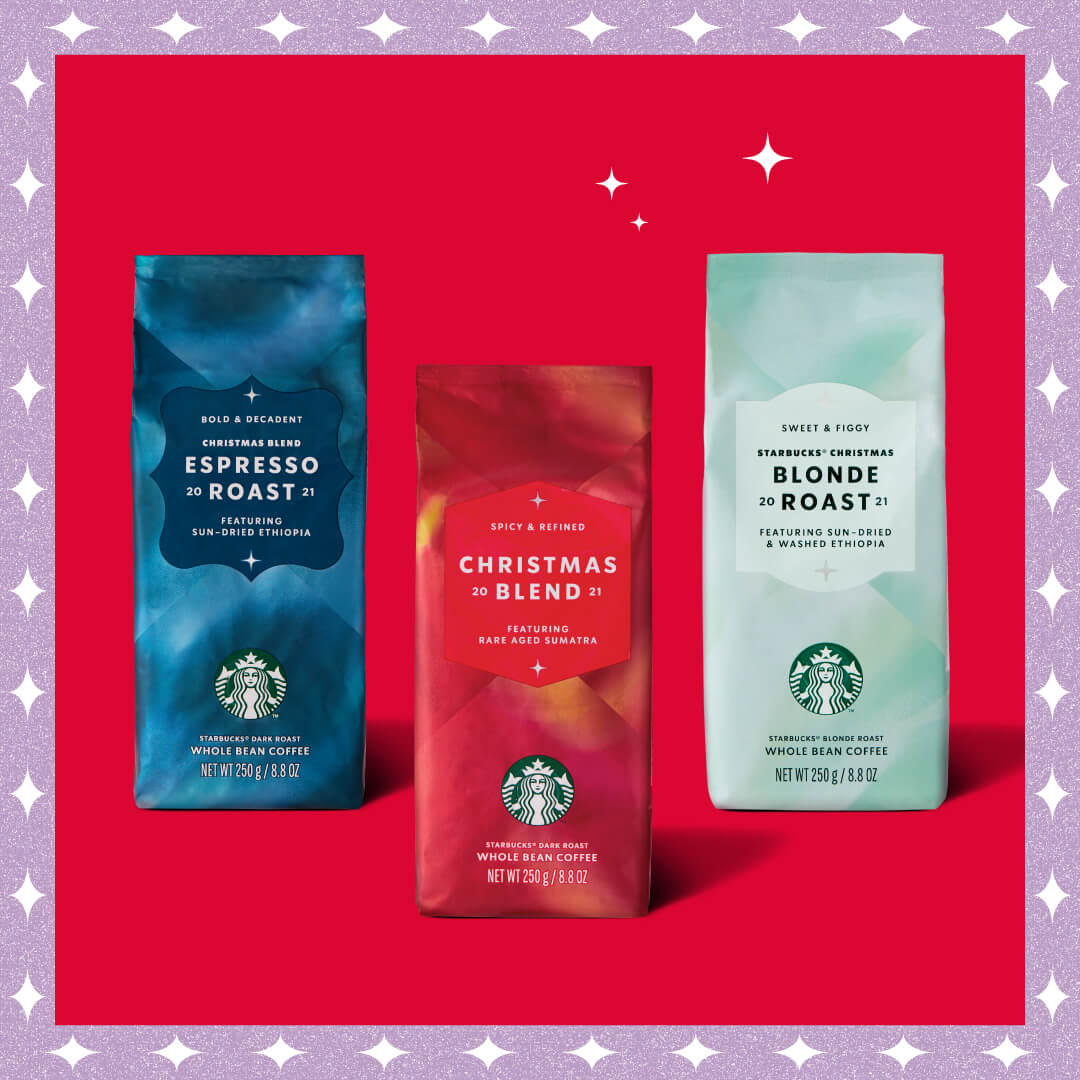 BOLD & DECADENT
CHRISTMAS BLEND
ESPRESSO
20 ROAST 21
FEATURING
SUN-DRIED ETHIOPIA
STARBUCKS® DARK ROAST
WHOLE BEAN COFFEE
NET WT 250 g / 8.8 OZ
SPICY & REFINED
CHRISTMAS
20 BLEND 21
FEATURING
RARE AGED SUMATRA
STARBUCKS® DARK ROAST
WHOLE BEAN COFFEE
NET WT 250 g / 8.8 OZ
SWEET & FIGGY
STARBUCKS® CHRISTMAS
BLONDE
20 ROAST 21
FEATURING SUN-DRIED
& WASHED ETHIOPIA
STARBUCKS® BLONDE ROAST
WHOLE BEAN COFFEE
NET WT 250 g / 8.8 OZ